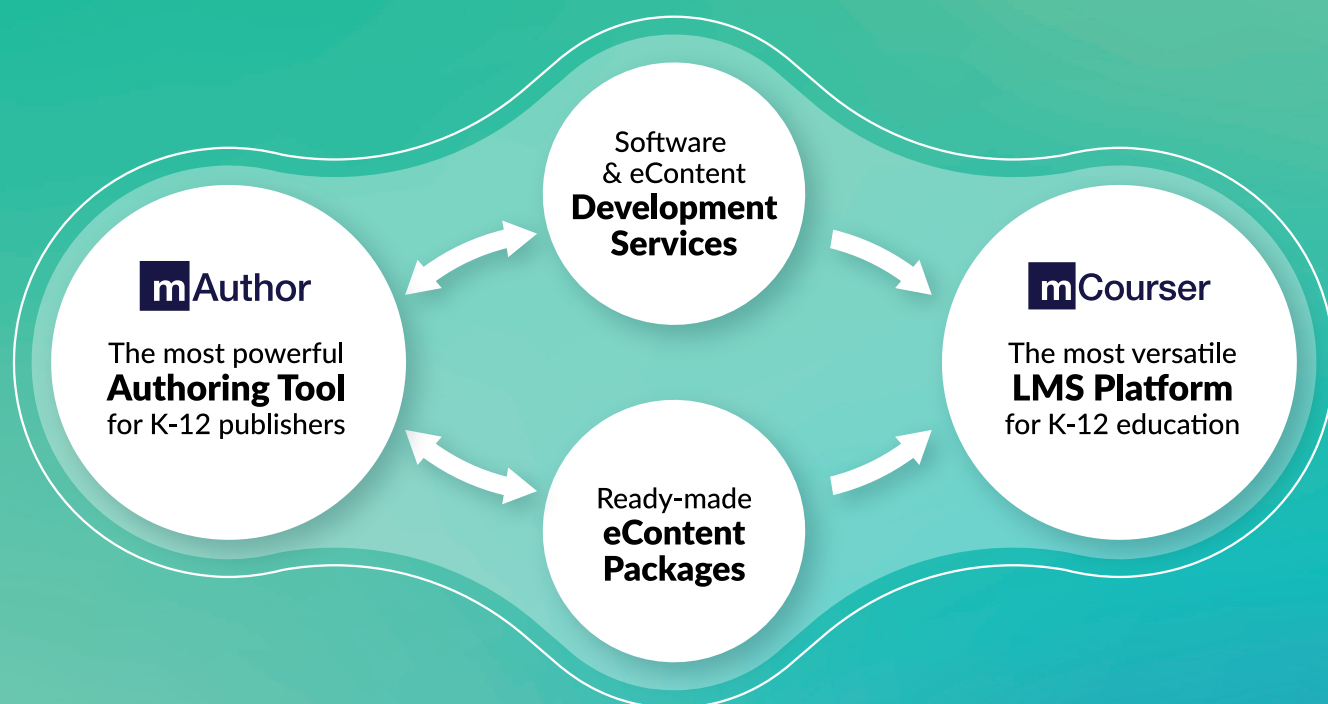 mAuthor
The most powerful
Authoring Tool
for K-12 publishers
Software
& eContent
Development
Services
Ready-made
eContent
Packages
mCourser
The most versatile
LMS Platform
for K-12 education